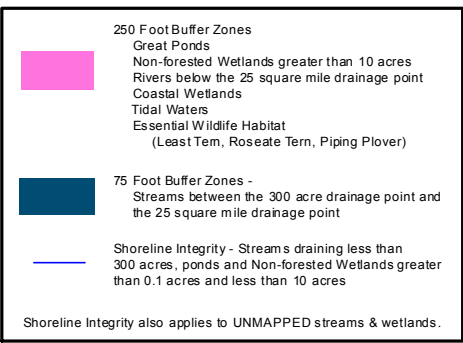 250 Foot Buffer Zones
Great Ponds
Non-forested Wetlands greater than 10 acres
Rivers below the 25 square mile drainage point
Coastal Wetlands
Tidal Waters
Essential Wildlife Habitat
(Least Tern, Roseate Tern, Piping Plover)
75 Foot Buffer Zones -
Streams between the 300 acre drainage point and
the 25 square mile drainage point
Shoreline Integrity - Streams draining less than
300 acres, ponds and Non-forested Wetlands greater
than 0.1 acres and less than 10 acres
Shoreline Integrity also applies to UNMAPPED streams & wetlands.